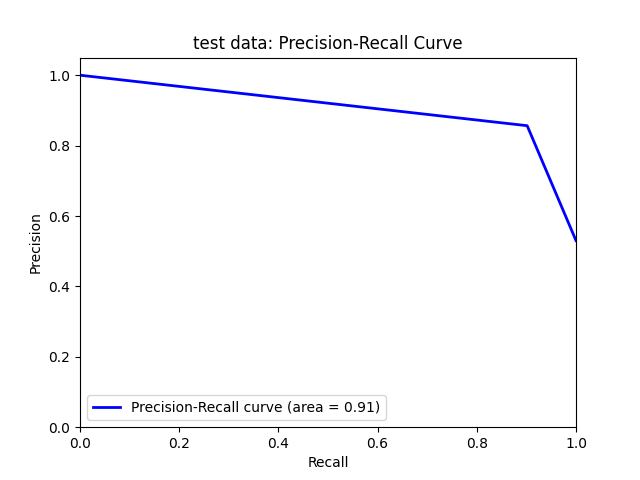 test data: Precision-Recall Curve
1.0
0.8
0.6
0.4
0.2
0.0
Precision
Precision-Recall curve (area = 0.91)
0.0 0.2 0.4 0.6 0.8 1.0
Recall